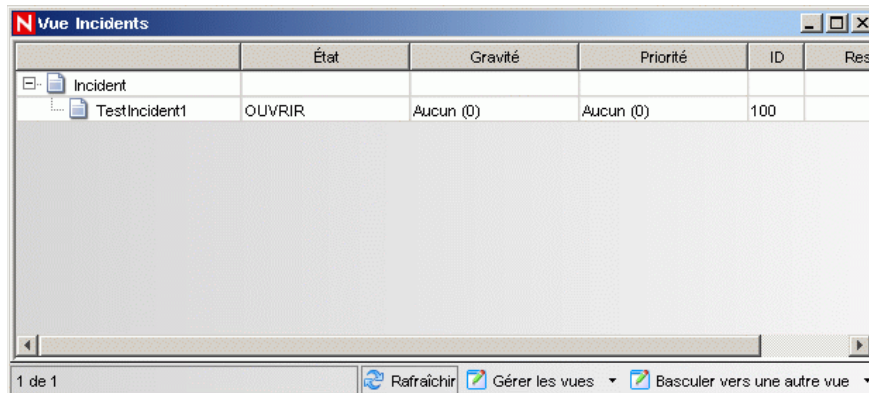 N Vue Incidents
État Gravité Priorité ID Res
Incident
TestIncident1 OUVRIR Aucun (0) Aucun (0) 100
1 de 1 Rafraîchir Gérer les vues Basculer vers une autre vue